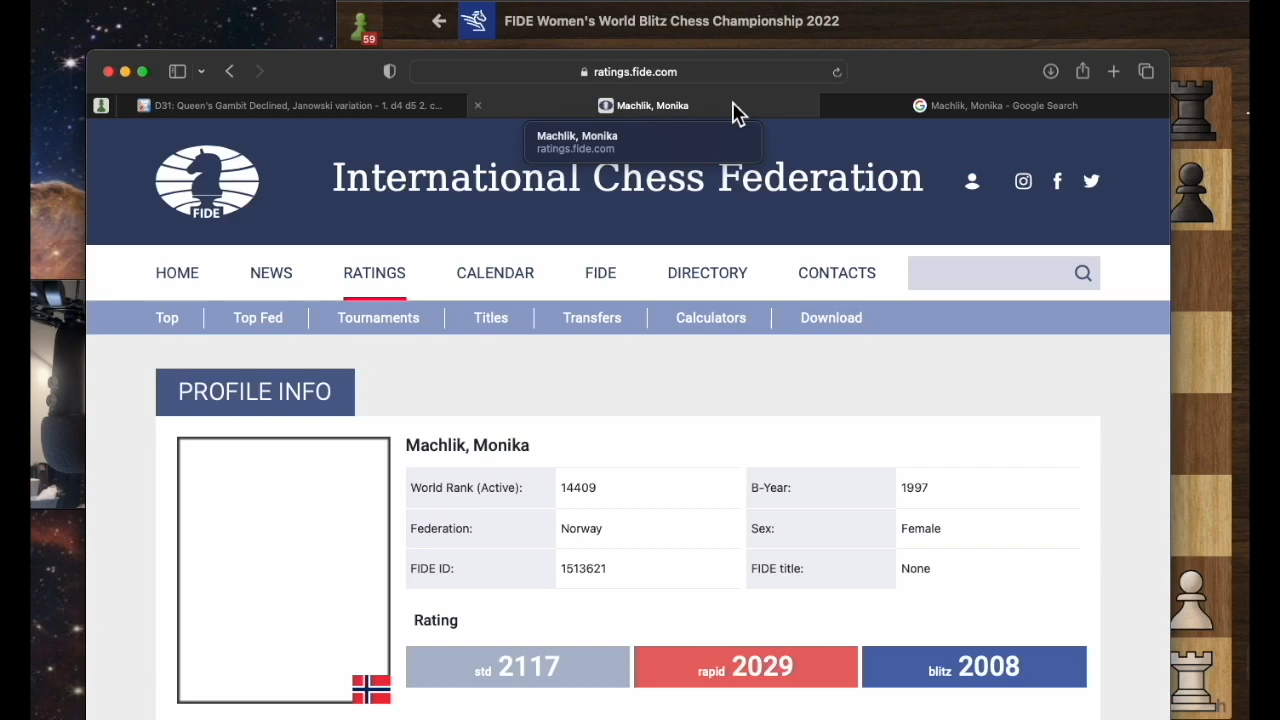 59
FIDE Women's World Blitz Chess Championship 2022
ratings.fide.com
D31: Queen's Gambit Declined, Janowski variation - 1. d4 d5 2. c...
Machlik, Monika
Machlik, Monika - Google Search
Machlik, Monika
ratings.fide.com
FIDE
International Chess Federation
HOME NEWS RATINGS CALENDAR FIDE DIRECTORY CONTACTS
Top Top Fed Tournaments Titles Transfers Calculators Download
PROFILE INFO
Machlik, Monika
World Rank (Active): 14409 B-Year: 1997
Federation: Norway Sex: Female
FIDE ID: 1513621 FIDE title: None
Rating
std 2117 rapid 2029 blitz 2008
h